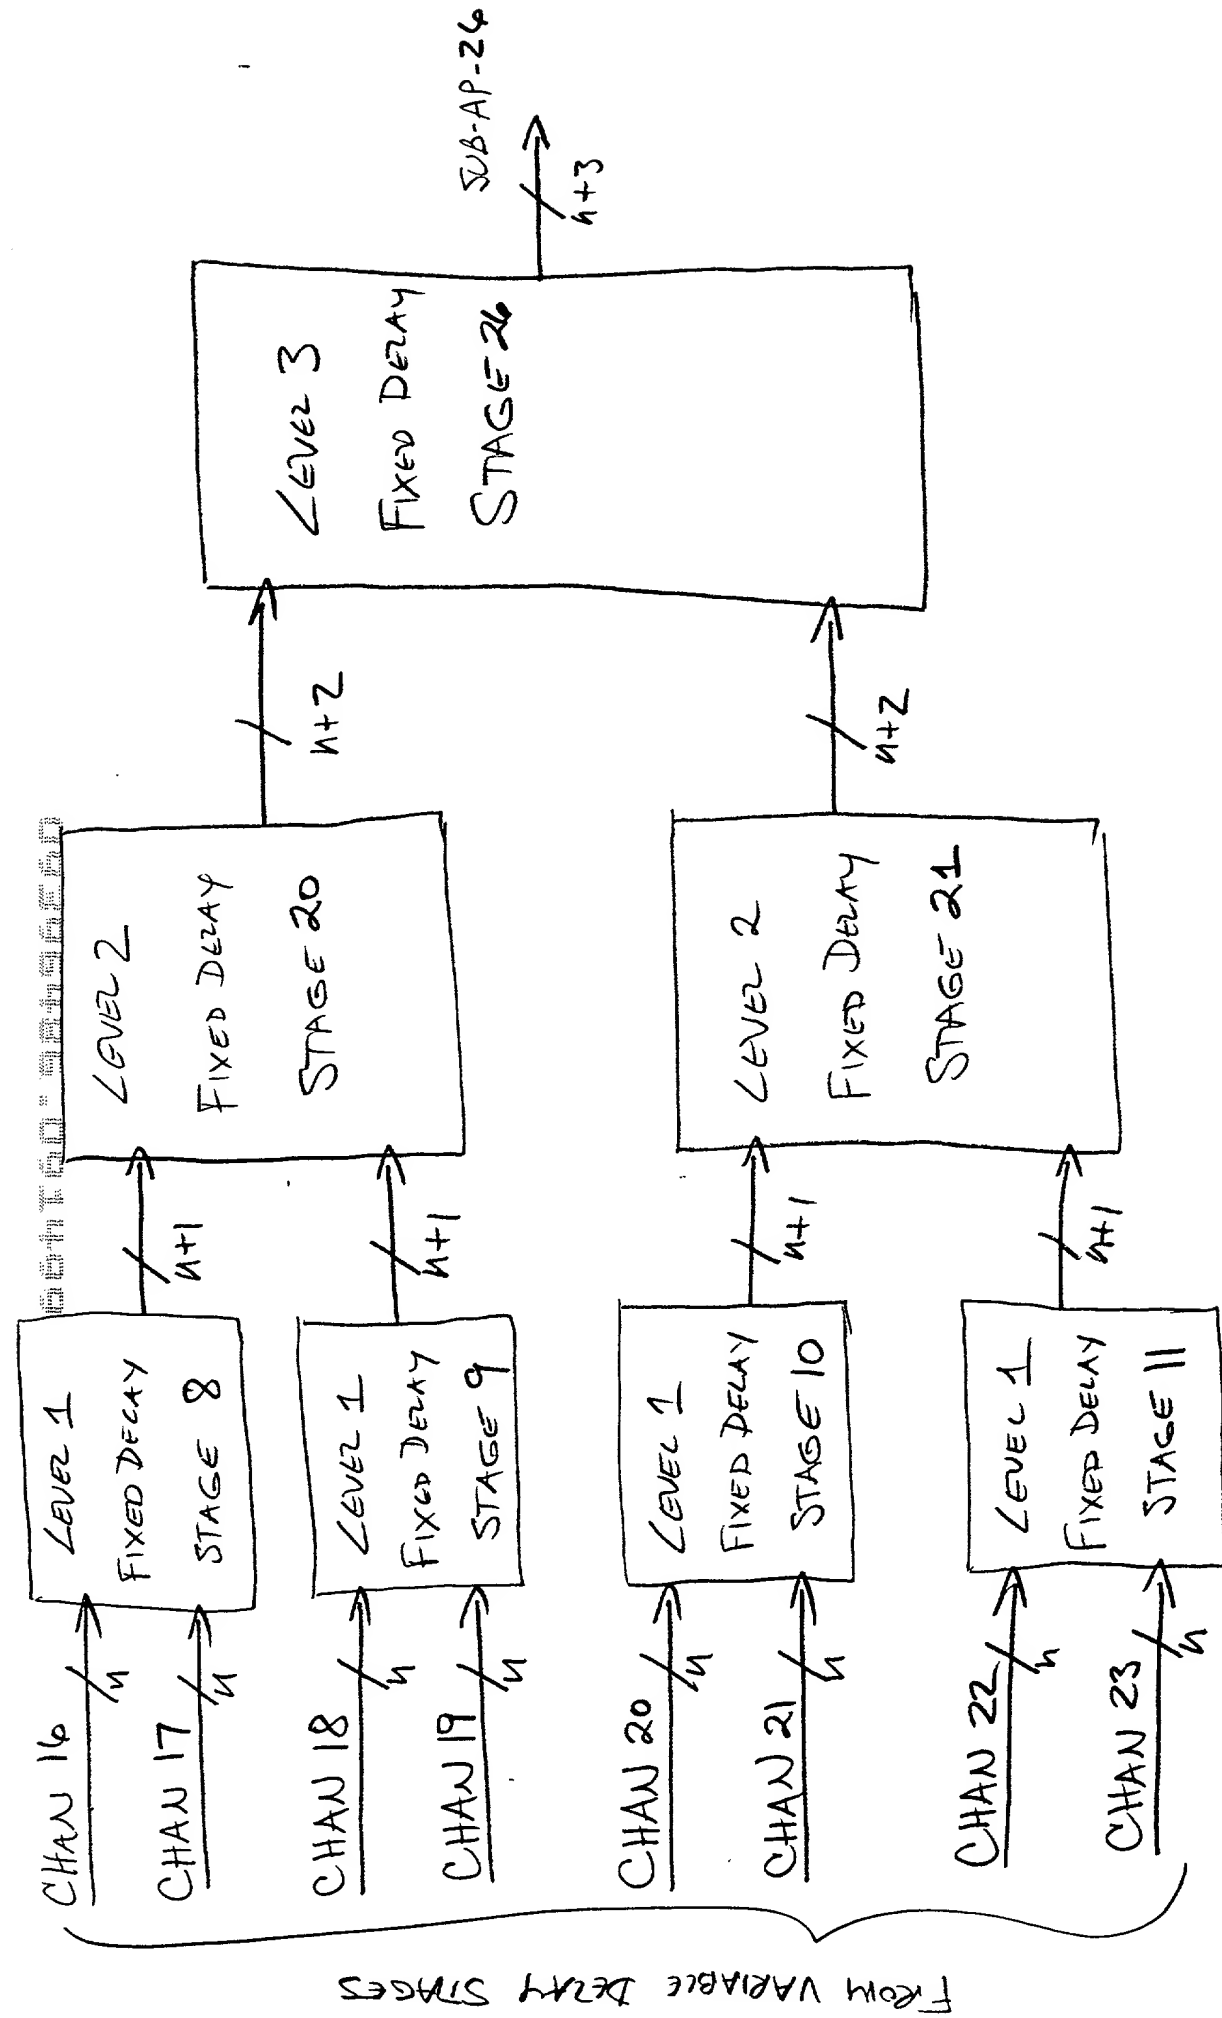 FROM VARIABLE DELAY STAGES
CHAN 16
n
CHAN 17
n
CHAN 18
n
CHAN 19
n
CHAN 20
n
CHAN 21
n
CHAN 22
n
CHAN 23
n
LEVEL 1
FIXED DELAY
STAGE 8
LEVEL 1
FIXED DELAY
STAGE 9
LEVEL 1
FIXED DELAY
STAGE 10
LEVEL 1
FIXED DELAY
STAGE 11
n+1
n+1
n+1
n+1
LEVEL 2
FIXED DELAY
STAGE 20
LEVEL 2
FIXED DELAY
STAGE 21
n+2
n+2
LEVEL 3
FIXED DELAY
STAGE 26
n+3
SUB-AP-26